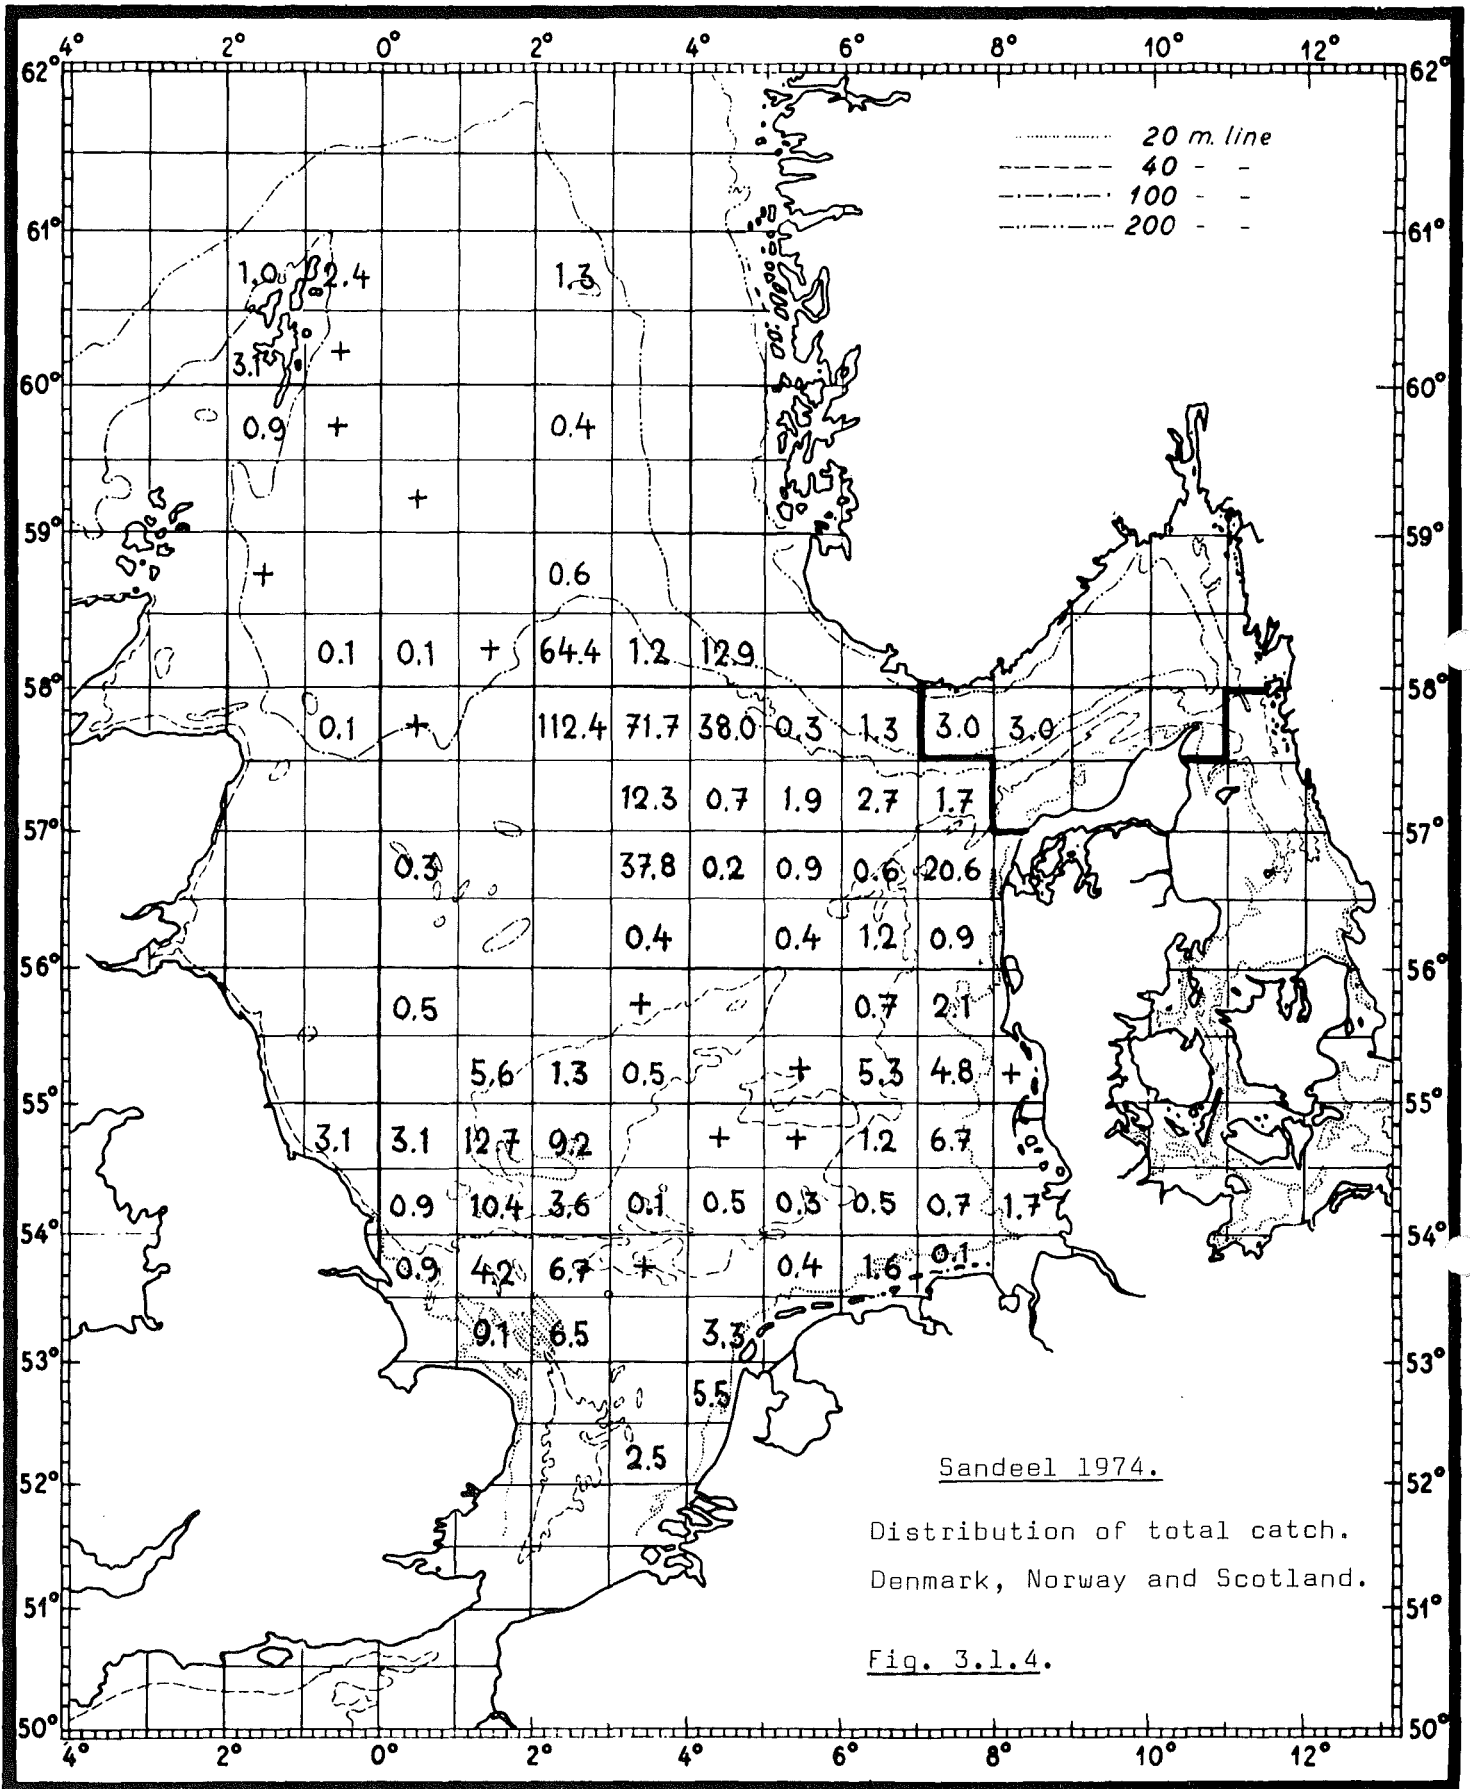 4° 2° 0° 2° 4° 6° 8° 10° 12°
62° 62°
20 m. line
40 - -
100 - -
200 - -
61° 61°
1.0 2.4 1.3
3.1 +
60° 60°
0.9 + 0.4
+
59° 59°
+ 0.6
0.1 0.1 + 64.4 1.2 12.9
58° 58°
0.1 + 112.4 71.7 38.0 0.3 1.3 3.0 3.0
12.3 0.7 1.9 2.7 1.7
57° 57°
0.3 37.8 0.2 0.9 0.6 20.6
0.4 0.4 1.2 0.9
56° 56°
0.5 + 0.7 2.1
5.6 1.3 0.5 + 5.3 4.8 +
55° 55°
3.1 3.1 12.7 9.2 + + 1.2 6.7
0.9 10.4 3.6 0.1 0.5 0.3 0.5 0.7 1.7
54° 54°
0.9 4.2 6.7 + 0.4 1.6 0.1
9.1 6.5 3.3
53° 53°
5.5
2.5
52° 52°
Sandeel 1974.
Distribution of total catch.
Denmark, Norway and Scotland.
51° 51°
Fig. 3.1.4.
50° 50°
4° 2° 0° 2° 4° 6° 8° 10° 12°